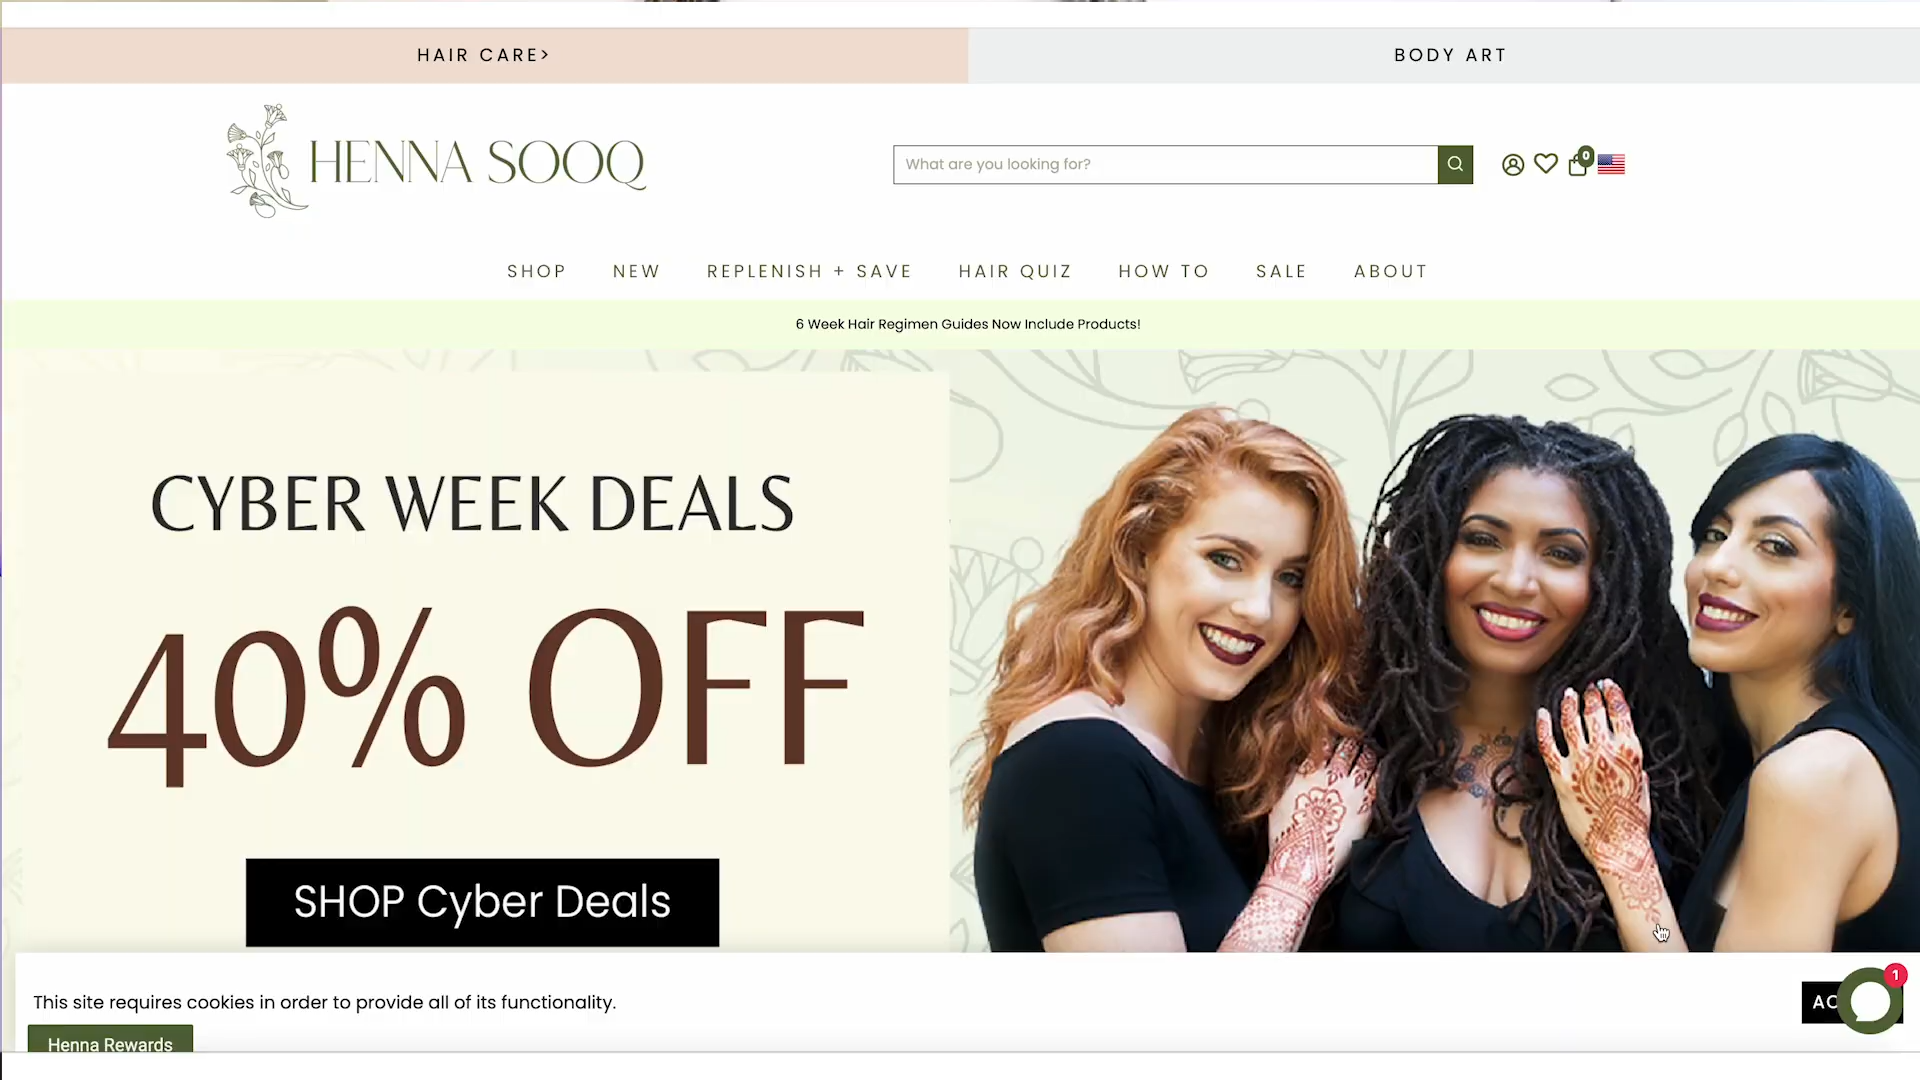 HAIR CARE>
BODY ART
HENNA SOOQ
What are you looking for?
0
SHOP NEW REPLENISH + SAVE HAIR QUIZ HOW TO SALE ABOUT
6 Week Hair Regimen Guides Now Include Products!
CYBER WEEK DEALS
40% OFF
SHOP Cyber Deals
This site requires cookies in order to provide all of its functionality.
1
Henna Rewards